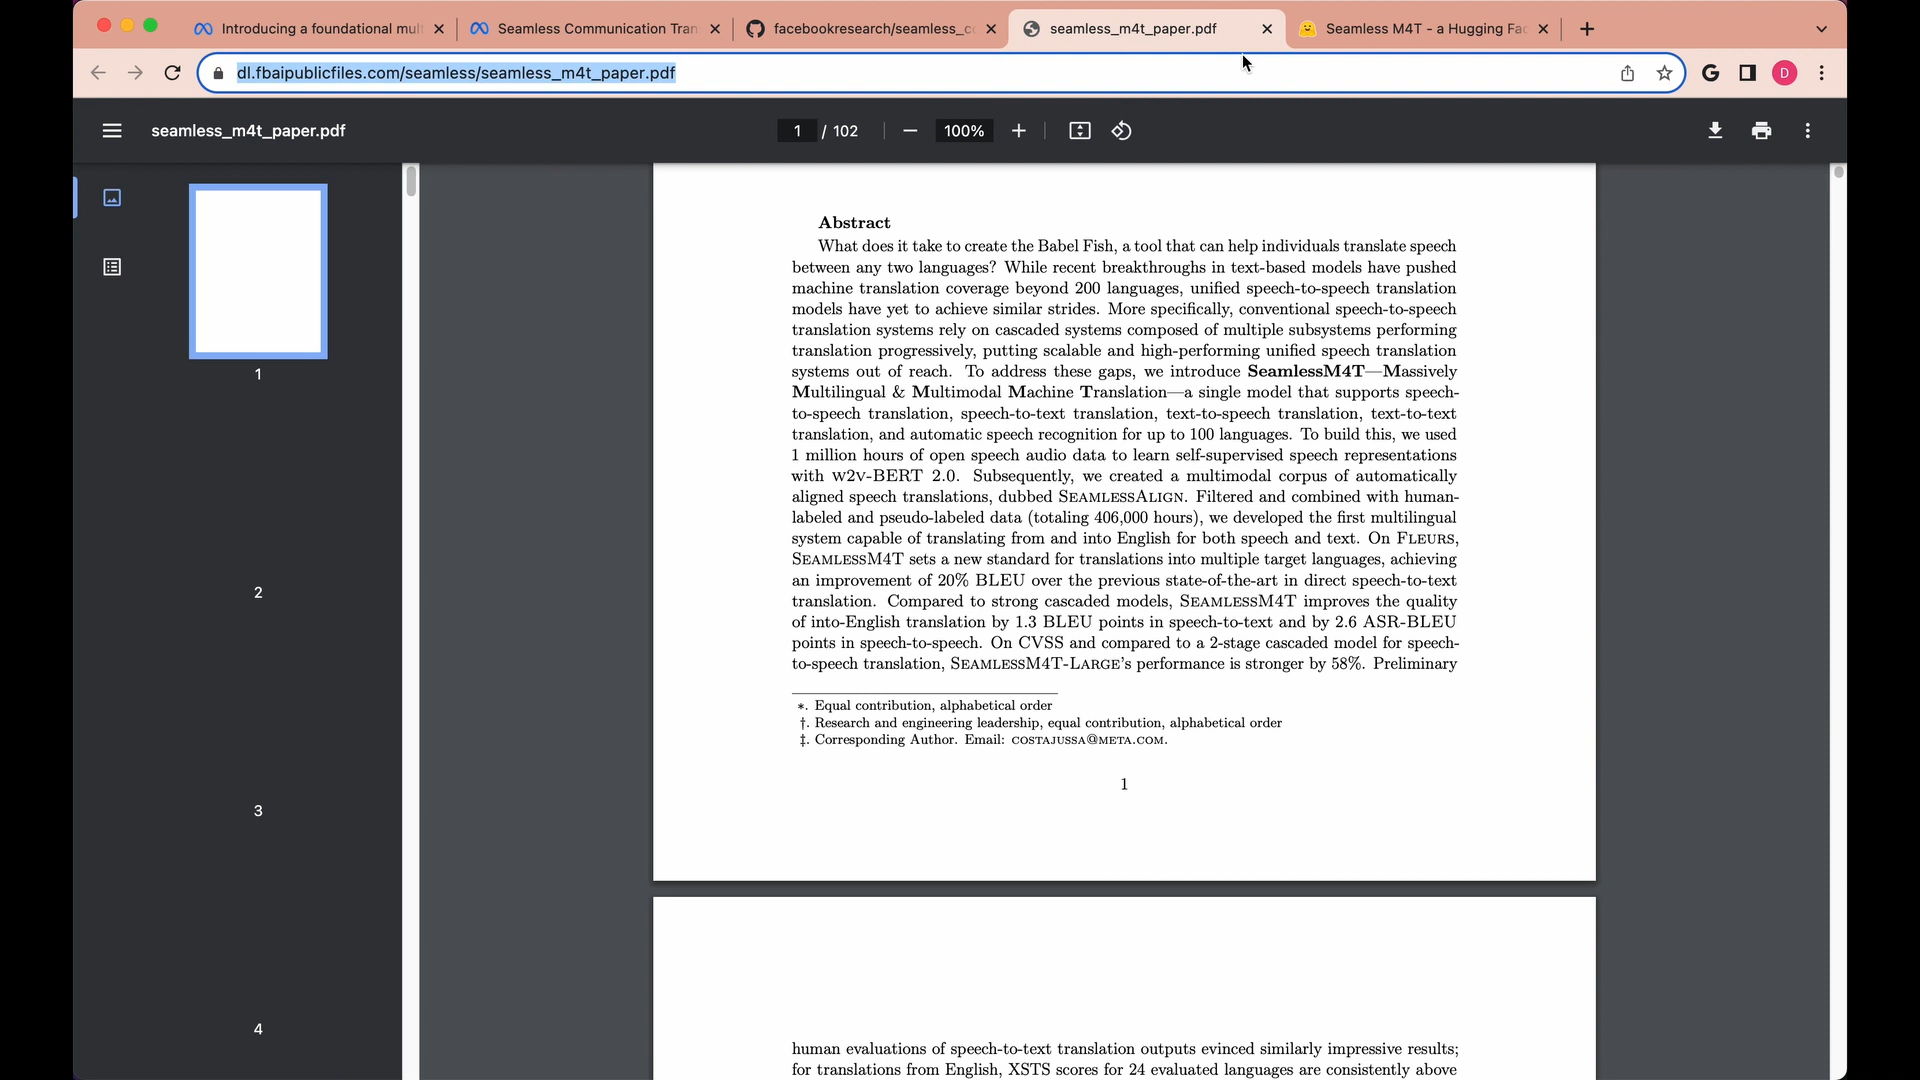 Introducing a foundational mul
Seamless Communication Tran
facebookresearch/seamless_c
seamless_m4t_paper.pdf
Seamless M4T - a Hugging Fac
dl.fbaipublicfiles.com/seamless/seamless_m4t_paper.pdf
G
D
seamless_m4t_paper.pdf
1 / 102
100%
1
2
3
4
Abstract
What does it take to create the Babel Fish, a tool that can help individuals translate speech
between any two languages? While recent breakthroughs in text-based models have pushed
machine translation coverage beyond 200 languages, unified speech-to-speech translation
models have yet to achieve similar strides. More specifically, conventional speech-to-speech
translation systems rely on cascaded systems composed of multiple subsystems performing
translation progressively, putting scalable and high-performing unified speech translation
systems out of reach. To address these gaps, we introduce SeamlessM4T—Massively
Multilingual & Multimodal Machine Translation—a single model that supports speech-
to-speech translation, speech-to-text translation, text-to-speech translation, text-to-text
translation, and automatic speech recognition for up to 100 languages. To build this, we used
1 million hours of open speech audio data to learn self-supervised speech representations
with W2V-BERT 2.0. Subsequently, we created a multimodal corpus of automatically
aligned speech translations, dubbed SEAMLESSALIGN. Filtered and combined with human-
labeled and pseudo-labeled data (totaling 406,000 hours), we developed the first multilingual
system capable of translating from and into English for both speech and text. On FLEURS,
SEAMLESSM4T sets a new standard for translations into multiple target languages, achieving
an improvement of 20% BLEU over the previous state-of-the-art in direct speech-to-text
translation. Compared to strong cascaded models, SEAMLESSM4T improves the quality
of into-English translation by 1.3 BLEU points in speech-to-text and by 2.6 ASR-BLEU
points in speech-to-speech. On CVSS and compared to a 2-stage cascaded model for speech-
to-speech translation, SEAMLESSM4T-LARGE's performance is stronger by 58%. Preliminary
*. Equal contribution, alphabetical order
†. Research and engineering leadership, equal contribution, alphabetical order
‡. Corresponding Author. Email: COSTAJUSSA@META.COM.
1
human evaluations of speech-to-text translation outputs evinced similarly impressive results;
for translations from English, XSTS scores for 24 evaluated languages are consistently above